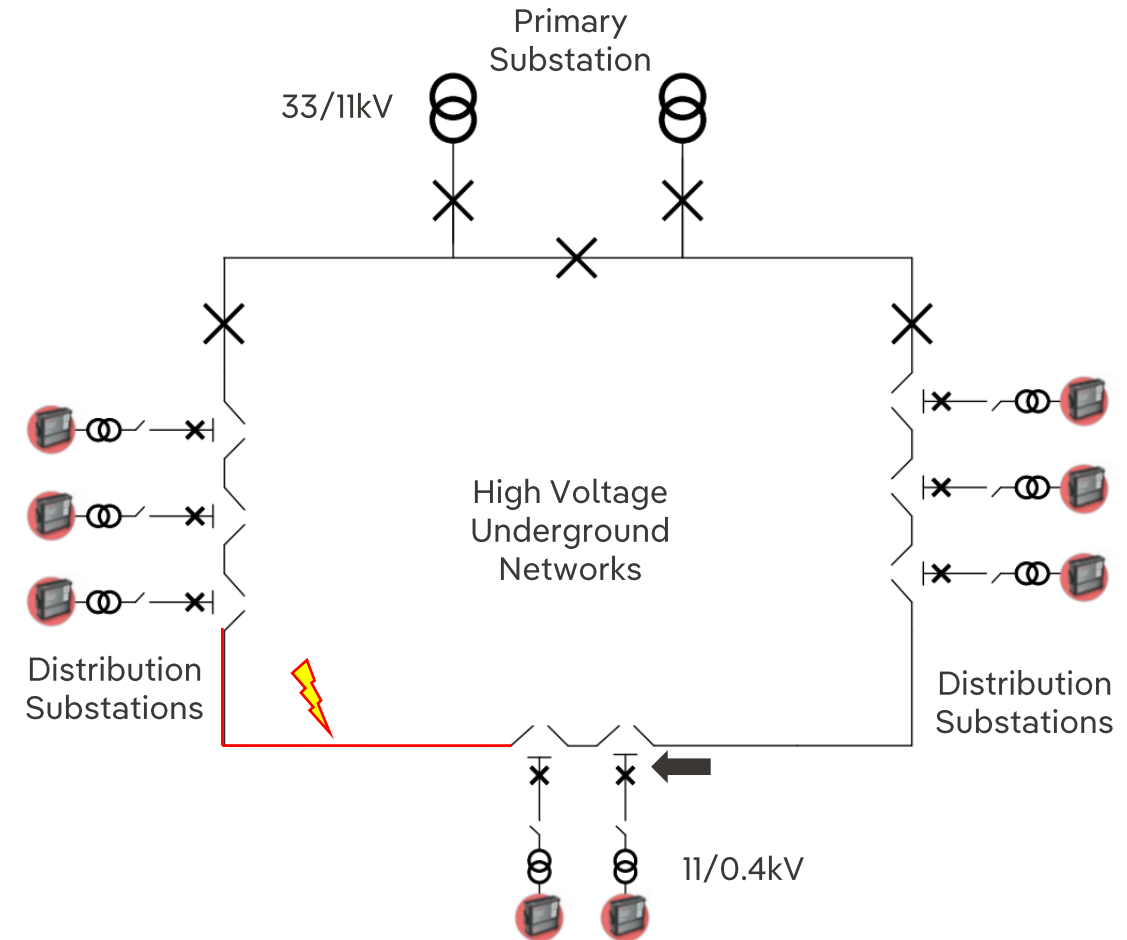 Primary
Substation
33/11kV
High Voltage
Underground
Networks
Distribution
Substations
Distribution
Substations
11/0.4kV